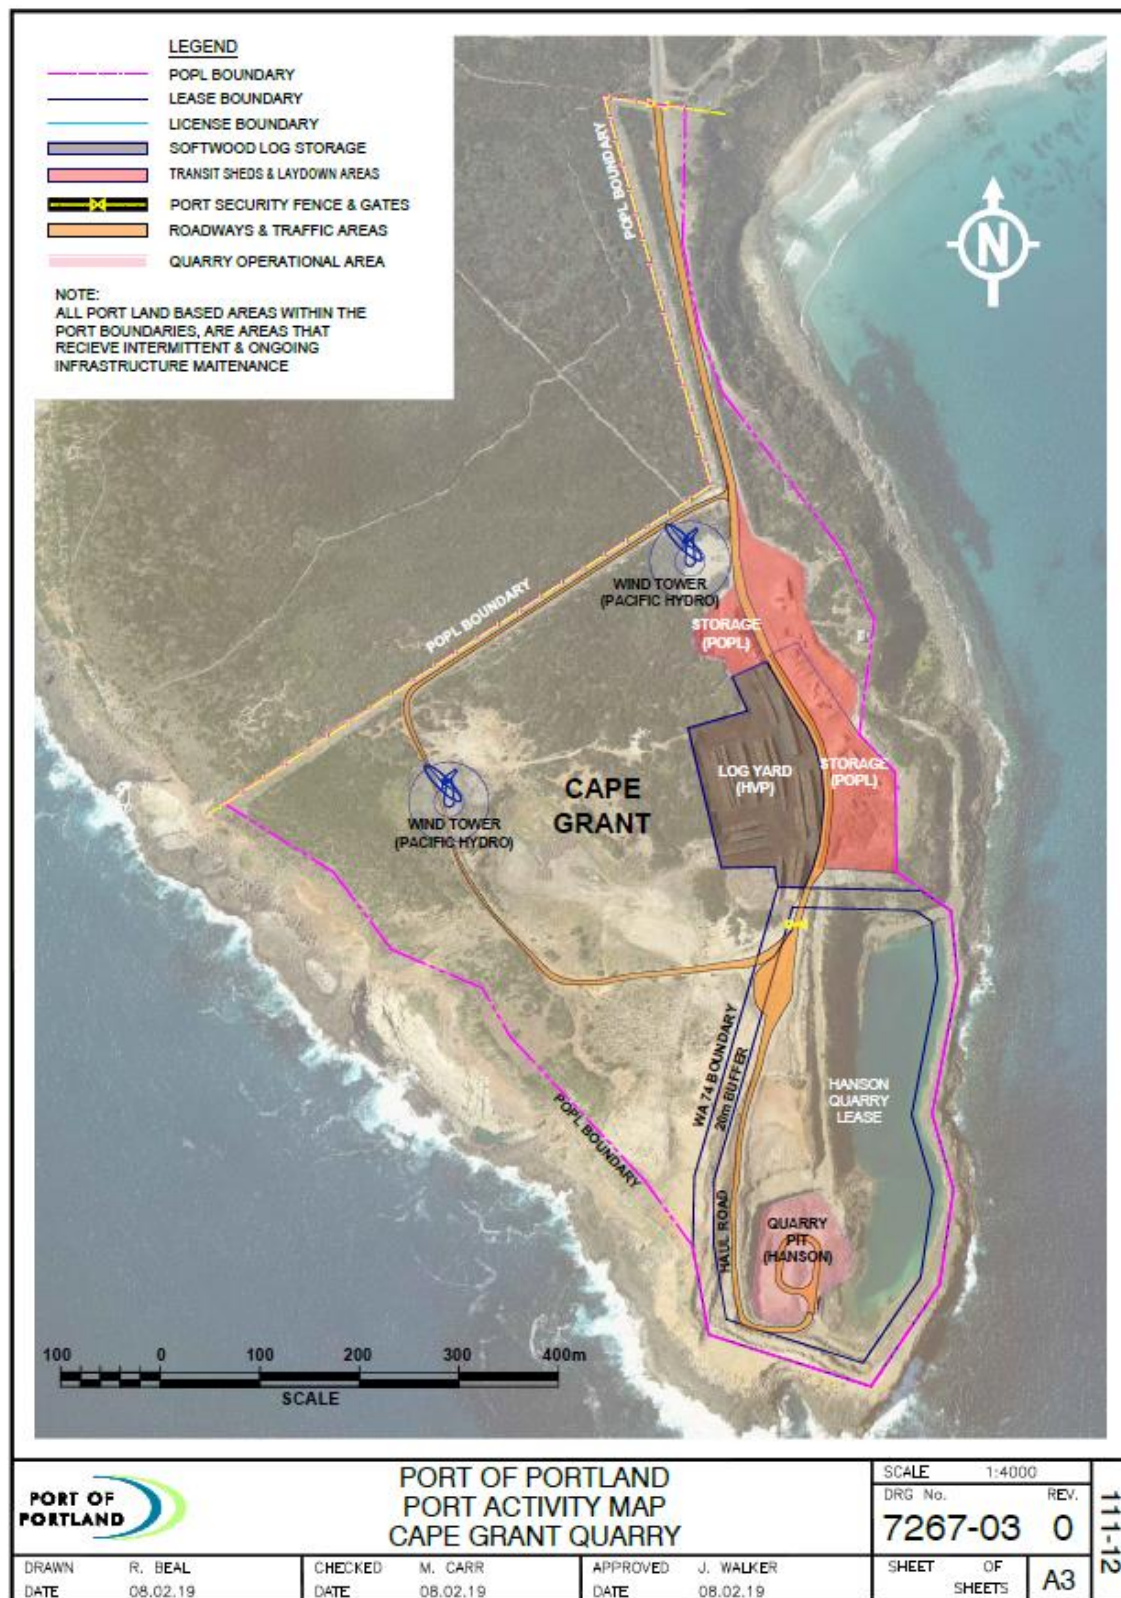 LEGEND
POPL BOUNDARY
LEASE BOUNDARY
LICENSE BOUNDARY
SOFTWOOD LOG STORAGE
TRANSIT SHEDS & LAYDOWN AREAS
PORT SECURITY FENCE & GATES
ROADWAYS & TRAFFIC AREAS
QUARRY OPERATIONAL AREA
NOTE:
ALL PORT LAND BASED AREAS WITHIN THE
PORT BOUNDARIES, ARE AREAS THAT
RECIEVE INTERMITTENT & ONGOING
INFRASTRUCTURE MAITENANCE
N
POPL BOUNDARY
WIND TOWER
(PACIFIC HYDRO)
POPL BOUNDARY
STORAGE
(POPL)
LOG YARD
(HVP)
STORAGE
(POPL)
CAPE
GRANT
WIND TOWER
(PACIFIC HYDRO)
WA 74 BOUNDARY
20m BUFFER
HANSON
QUARRY
LEASE
POPL BOUNDARY
HAUL ROAD
QUARRY
PIT
(HANSON)
100 0 100 200 300 400m
SCALE
PORT OF
PORTLAND
PORT OF PORTLAND
PORT ACTIVITY MAP
CAPE GRANT QUARRY
SCALE 1:4000
DRG No. REV.
7267-03 0
111-12
DRAWN R. BEAL
DATE 08.02.19
CHECKED M. CARR
DATE 08.02.19
APPROVED J. WALKER
DATE 08.02.19
SHEET OF
SHEETS
A3